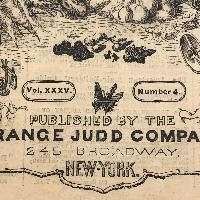 Vol. XXXV.
Number 4.
PUBLISHED BY THE
RANGE JUDD COMPA
245 BROADWAY,
NEW-YORK.